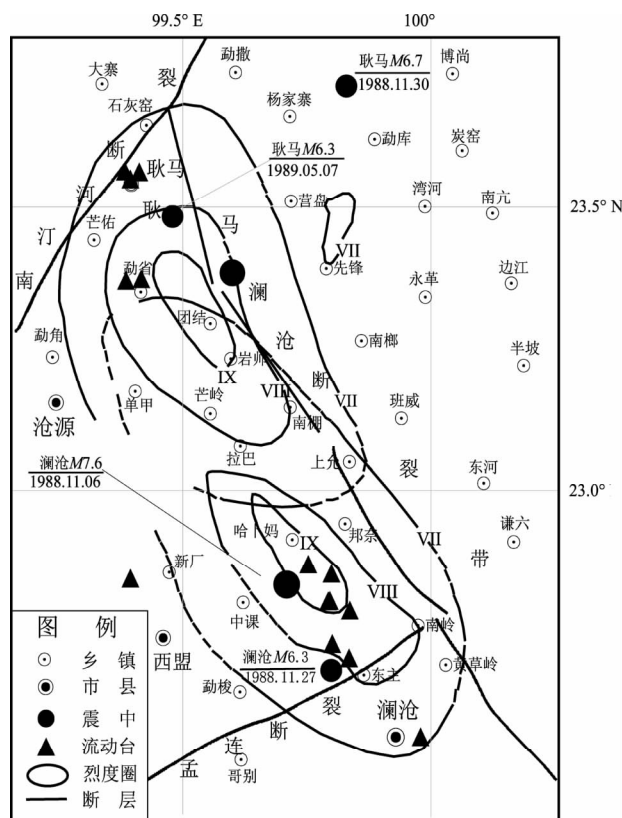 99.5° E
100°
勐撒
耿马M6.7
1988.11.30
博尚
大寨
裂
石灰窑
杨家寨
勐库
炭窑
断
耿马
耿马M6.3
1989.05.07
河
营盘
湾河
南亢
23.5° N
耿
马
芒佑
汀
VII
先锋
南
勐省
澜
永革
边江
团结
沧
南榔
勐角
岩帅
半坡
IX
VIII
断
VII
单甲
芒岭
班威
沧源
南棚
拉巴
上允
裂
东河
澜沧M7.6
1988.11.06
23.0°
哈卜妈
IX
邦奈
VII
谦六
带
新厂
VIII
中课
图 例
南岭
乡 镇
西盟
澜沧M6.3
1988.11.27
黄草岭
市 县
勐梭
东主
震 中
裂
澜沧
流动台
断
烈度圈
连
断 层
孟
哥别